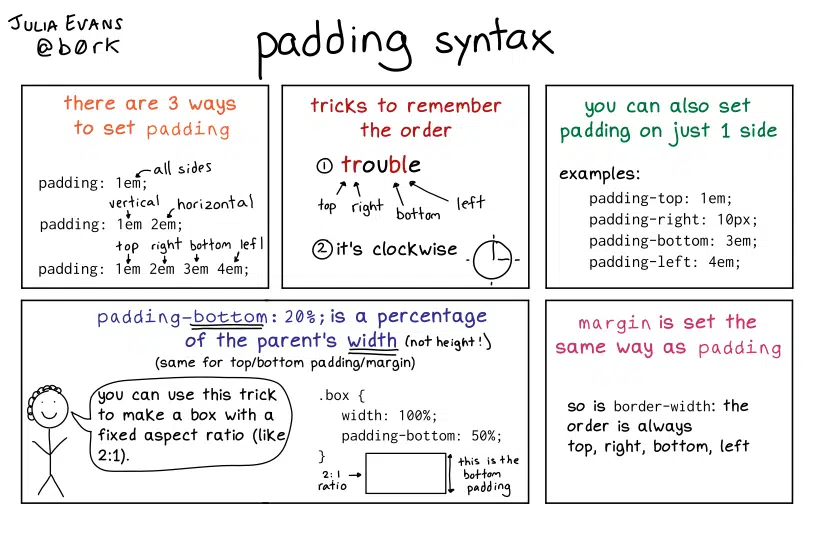 JULIA EVANS
@b0rk
padding syntax
there are 3 ways
to set padding
all sides
padding: 1em;
vertical horizontal
padding: 1em 2em;
top right bottom left
padding: 1em 2em 3em 4em;
tricks to remember
the order
① trouble
top right bottom left
② it's clockwise
you can also set
padding on just 1 side
examples:
padding-top: 1em;
padding-right: 10px;
padding-bottom: 3em;
padding-left: 4em;
padding-bottom: 20%; is a percentage
of the parent's width (not height!)
(same for top/bottom padding/margin)
you can use this trick
to make a box with a
fixed aspect ratio (like
2:1).
.box {
width: 100%;
padding-bottom: 50%;
}
2:1
ratio
this is the
bottom
padding
margin is set the
same way as padding
so is border-width: the
order is always
top, right, bottom, left